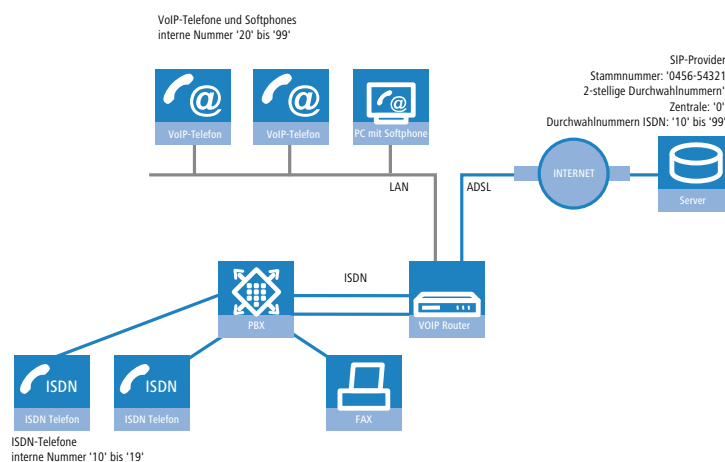 VoIP-Telefone und Softphones
interne Nummer '20' bis '99'
SIP-Provider
Stammnummer: '0456-54321
2-stellige Durchwahlnummern'
Zentrale: '0'
Durchwahlnummern ISDN: '10' bis '99'
@
@
@
VoIP-Telefon
VoIP-Telefon
PC mit Softphone
INTERNET
Server
LAN
ADSL
ISDN
PBX
VOIP Router
ISDN
ISDN
ISDN Telefon
ISDN Telefon
FAX
ISDN-Telefone
interne Nummer '10' bis '19'